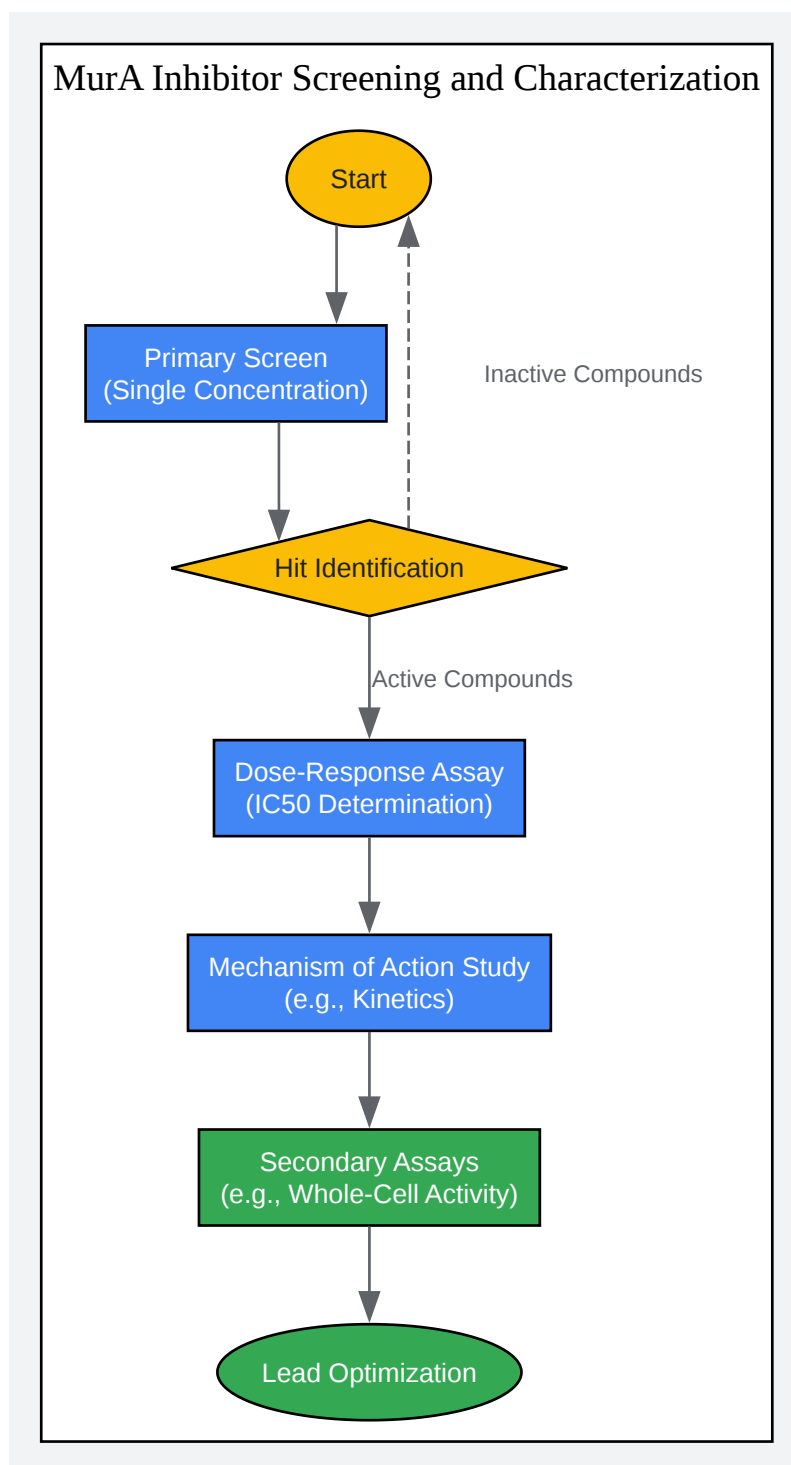 MurA Inhibitor Screening and Characterization
Start
Primary Screen
(Single Concentration)
Inactive Compounds
Hit Identification
Active Compounds
Dose-Response Assay
(IC50 Determination)
Mechanism of Action Study
(e.g., Kinetics)
Secondary Assays
(e.g., Whole-Cell Activity)
Lead Optimization